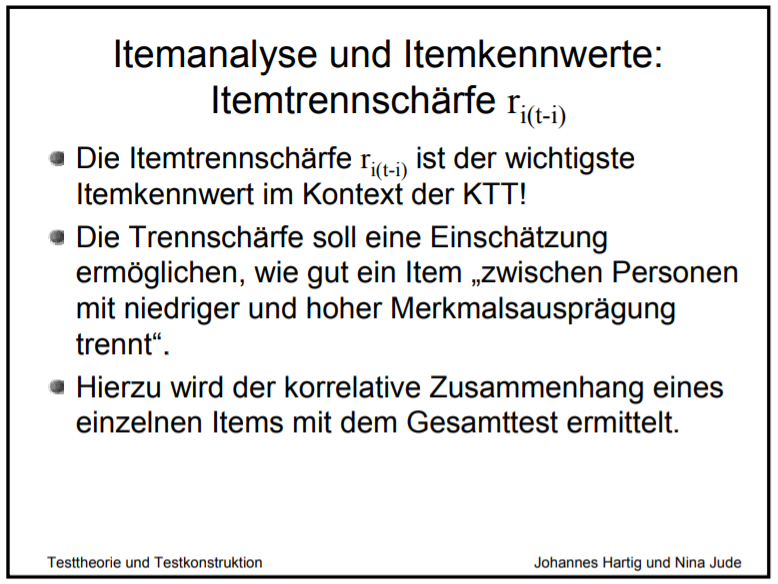 Itemanalyse und Itemkennwerte:
Itemtrennschärfe r_i(t-i)
Die Itemtrennschärfe r_i(t-i) ist der wichtigste
Itemkennwert im Kontext der KTT!
Die Trennschärfe soll eine Einschätzung
ermöglichen, wie gut ein Item „zwischen Personen
mit niedriger und hoher Merkmalsausprägung
trennt“.
Hierzu wird der korrelative Zusammenhang eines
einzelnen Items mit dem Gesamttest ermittelt.
Testtheorie und Testkonstruktion
Johannes Hartig und Nina Jude